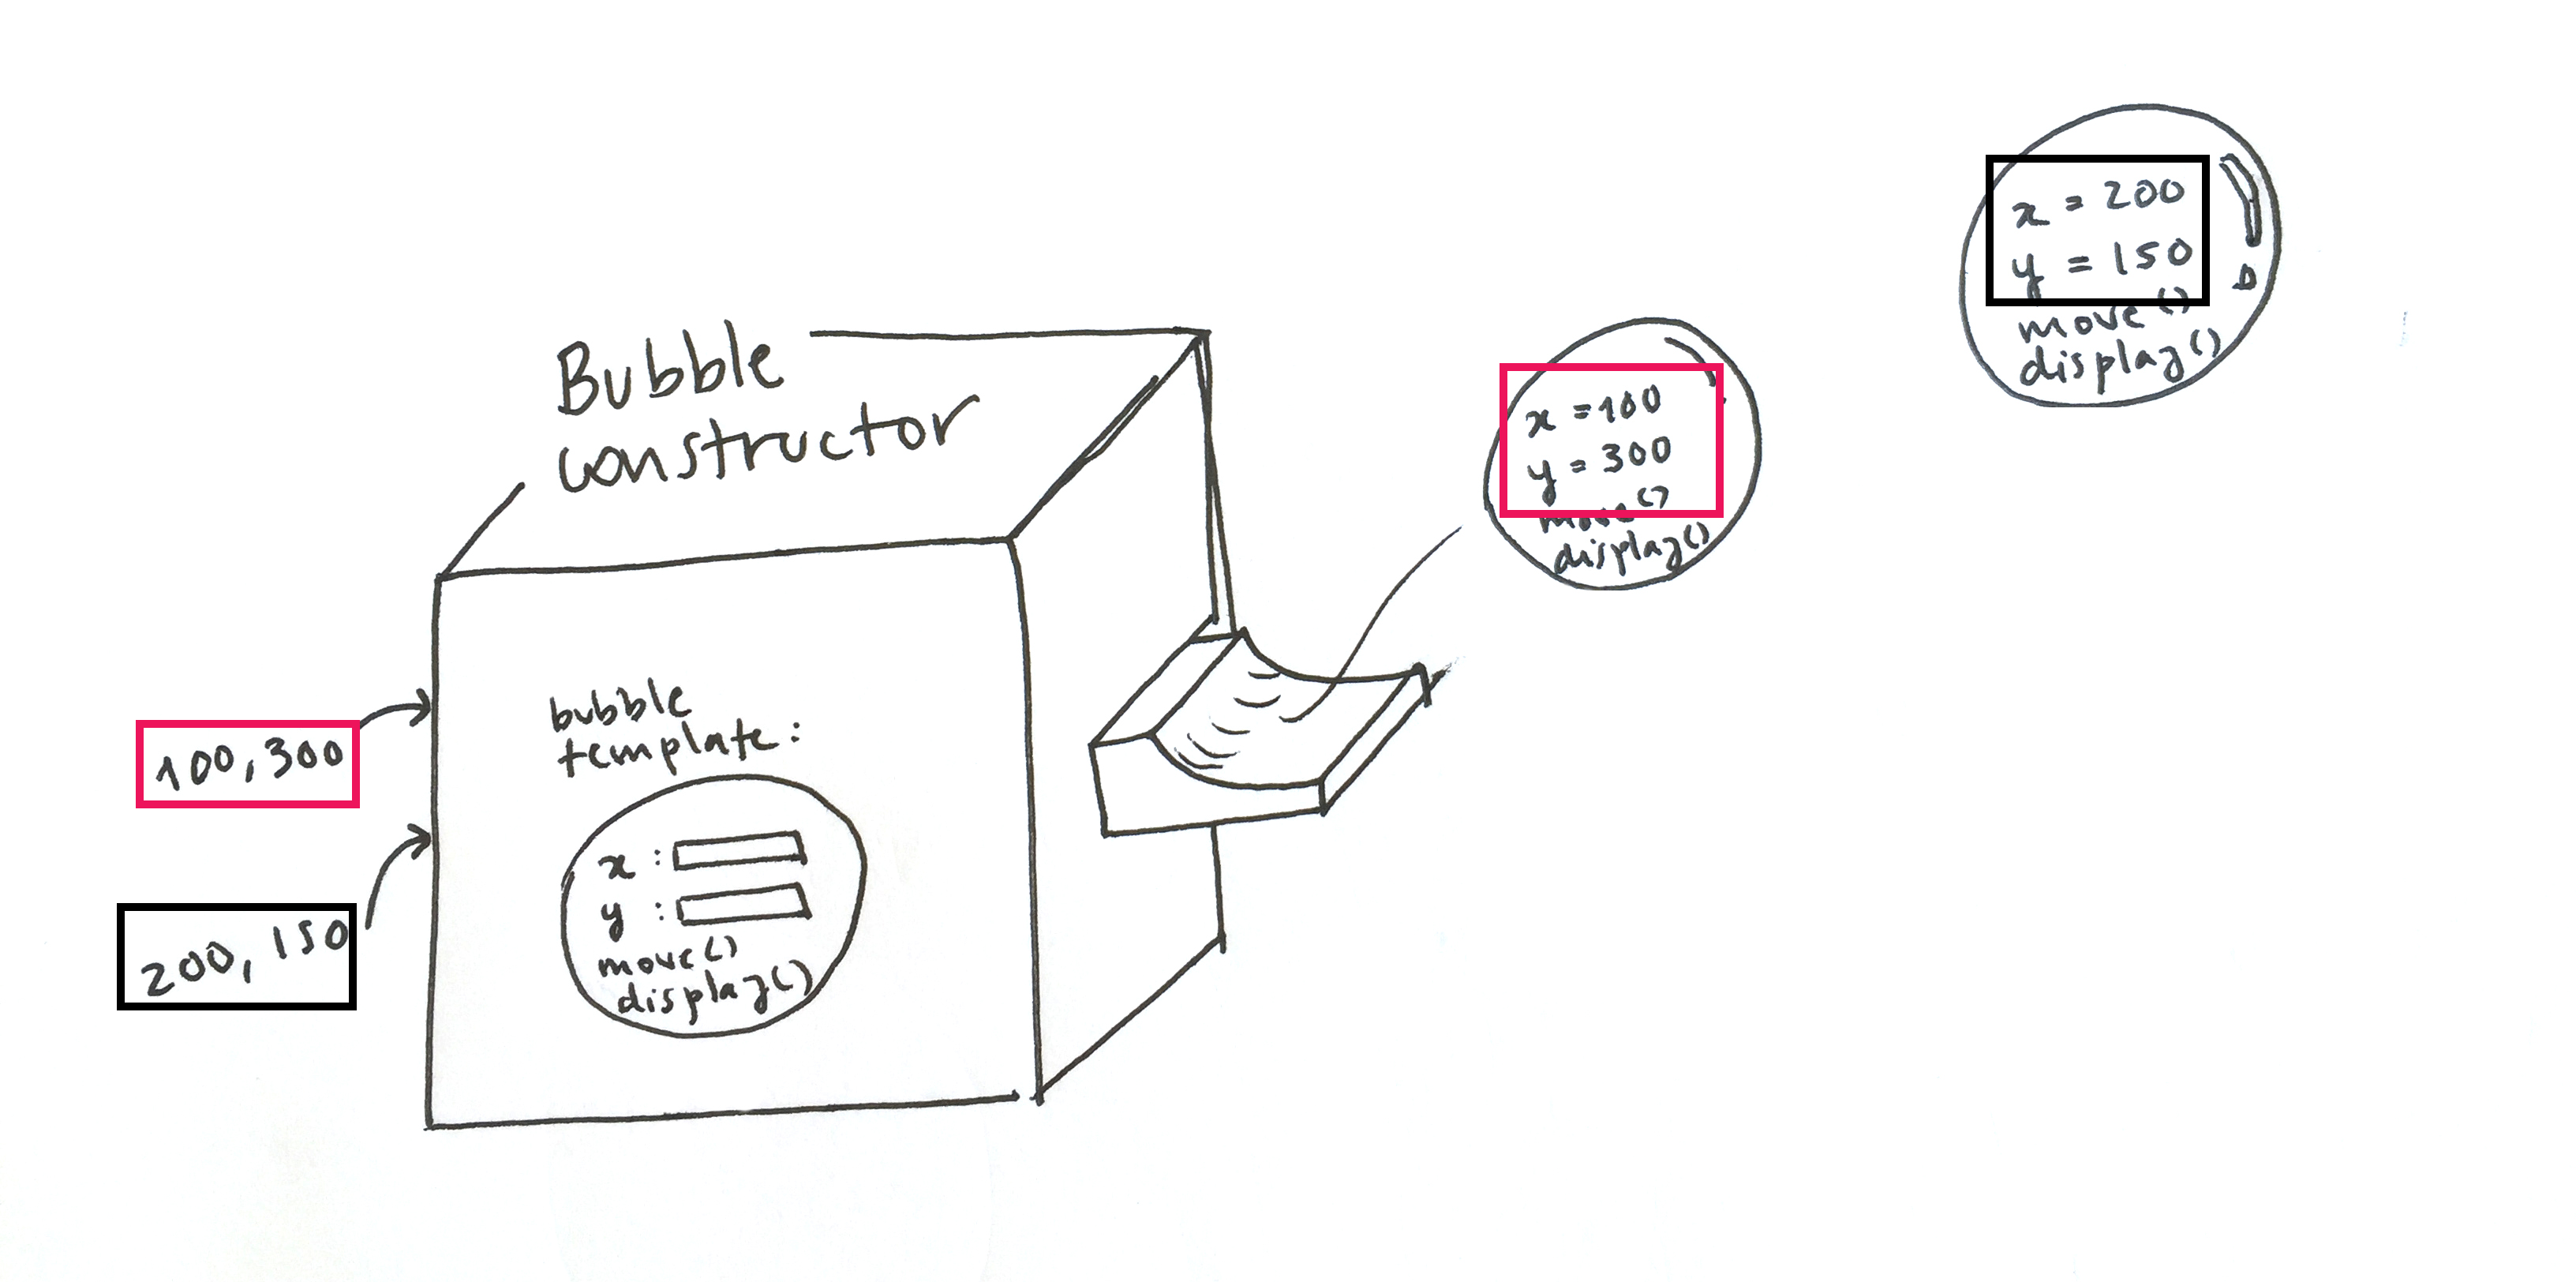 Bubble
constructor
100,300
200,150
bubble
template:
x :
y :
move()
display()
x =100
y = 300
move()
display()
x = 200
y = 150
move()
display()